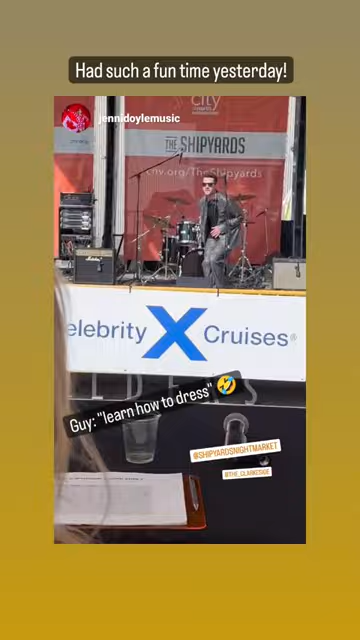 Had such a fun time yesterday!
jennidoylemusic
city
THE SHIPYARDS
cnv.org/TheShipyards
elebrity X Cruises®
Guy: "learn how to dress" 🤣
@SHIPYARDSNIGHTMARKET
@THE_CLARKESKIE